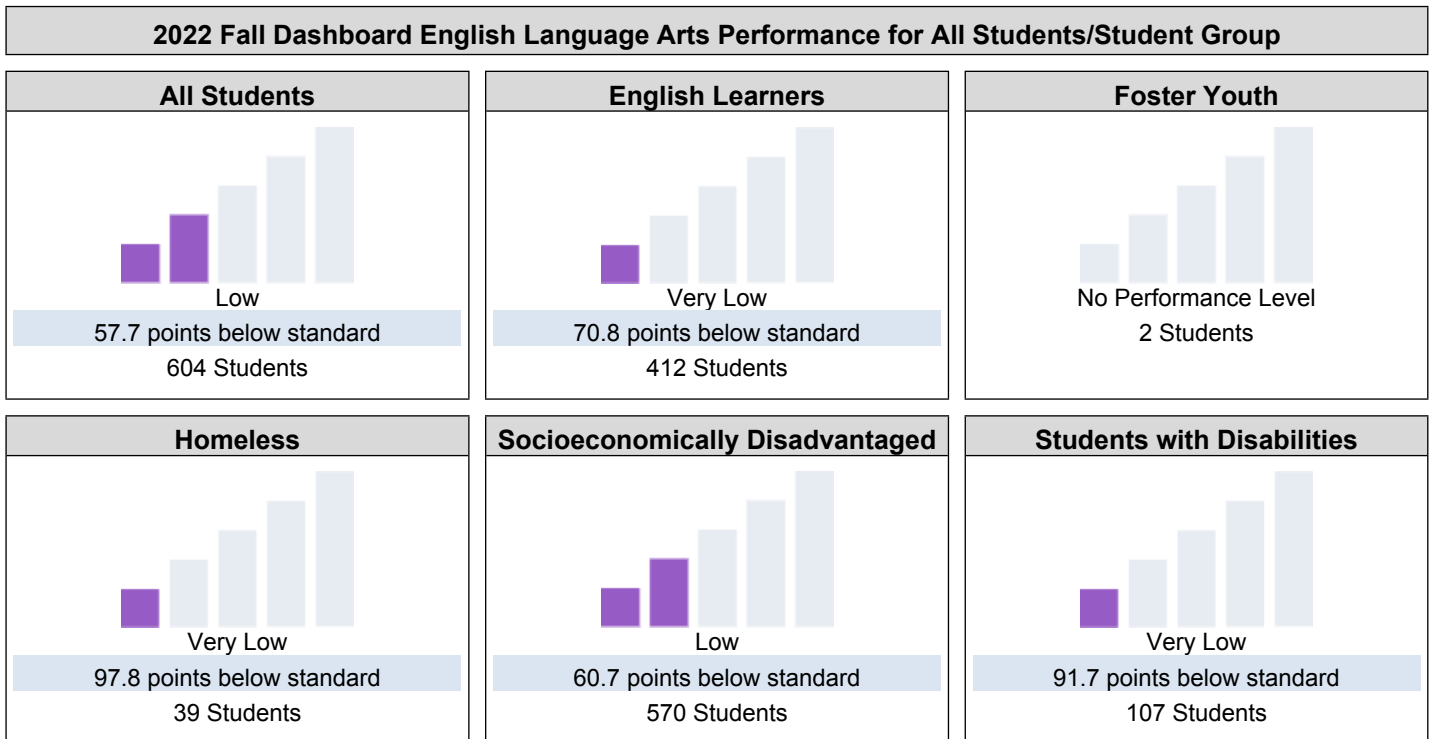 2022 Fall Dashboard English Language Arts Performance for All Students/Student Group
All Students
Low
57.7 points below standard
604 Students
English Learners
Very Low
70.8 points below standard
412 Students
Foster Youth
No Performance Level
2 Students
Homeless
Very Low
97.8 points below standard
39 Students
Socioeconomically Disadvantaged
Low
60.7 points below standard
570 Students
Students with Disabilities
Very Low
91.7 points below standard
107 Students